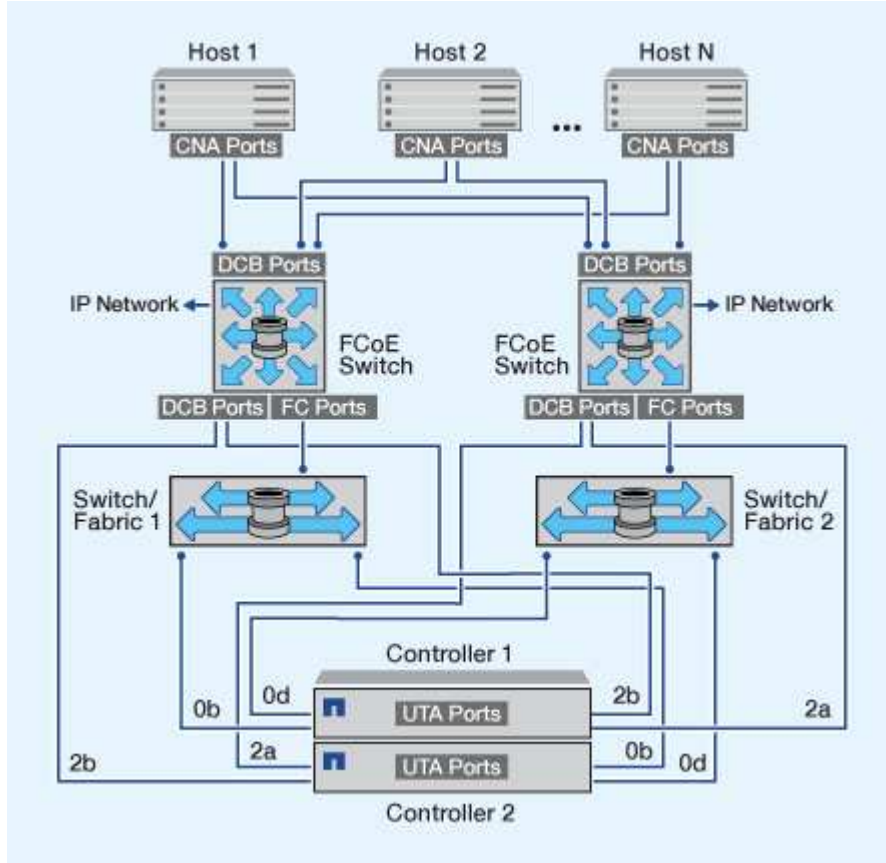 Host 1
Host 2
Host N
...
CNA Ports
CNA Ports
CNA Ports
DCB Ports
DCB Ports
IP Network
IP Network
FCoE
Switch
FCoE
Switch
DCB Ports
FC Ports
DCB Ports
FC Ports
Switch/
Fabric 1
Switch/
Fabric 2
Controller 1
0b
0d
UTA Ports
2b
2a
2b
2a
UTA Ports
0b
0d
Controller 2